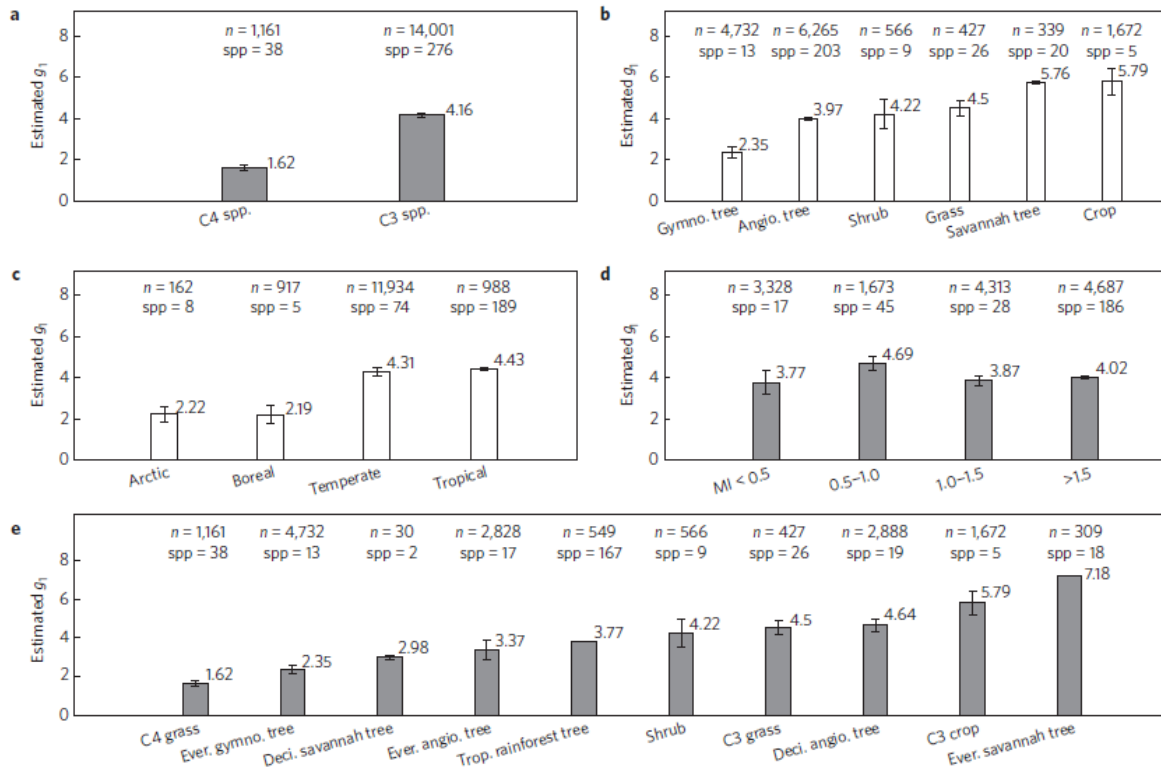 a
n = 1,161 n = 14,001
spp = 38 spp = 276
8
6
4
2
0
Estimated g1
1.62
4.16
C4 spp.
C3 spp.
b
n = 4,732 n = 6,265 n = 566 n = 427 n = 339 n = 1,672
spp = 13 spp = 203 spp = 9 spp = 26 spp = 20 spp = 5
8
6
4
2
0
Estimated g1
2.35
3.97
4.22
4.5
5.76
5.79
Gymno. tree
Angio. tree
Shrub
Grass
Savannah tree
Crop
c
n = 162 n = 917 n = 11,934 n = 988
spp = 8 spp = 5 spp = 74 spp = 189
8
6
4
2
0
Estimated g1
2.22
2.19
4.31
4.43
Arctic
Boreal
Temperate
Tropical
d
n = 3,328 n = 1,673 n = 4,313 n = 4,687
spp = 17 spp = 45 spp = 28 spp = 186
8
6
4
2
0
Estimated g1
3.77
4.69
3.87
4.02
MI < 0.5
0.5–1.0
1.0–1.5
>1.5
e
n = 1,161 n = 4,732 n = 30 n = 2,828 n = 549 n = 566 n = 427 n = 2,888 n = 1,672 n = 309
spp = 38 spp = 13 spp = 2 spp = 17 spp = 167 spp = 9 spp = 26 spp = 19 spp = 5 spp = 18
8
6
4
2
0
Estimated g1
1.62
2.35
2.98
3.37
3.77
4.22
4.5
4.64
5.79
7.18
C4 grass
Ever. gymno. tree
Deci. savannah tree
Ever. angio. tree
Trop. rainforest tree
Shrub
C3 grass
Deci. angio. tree
C3 crop
Ever. savannah tree